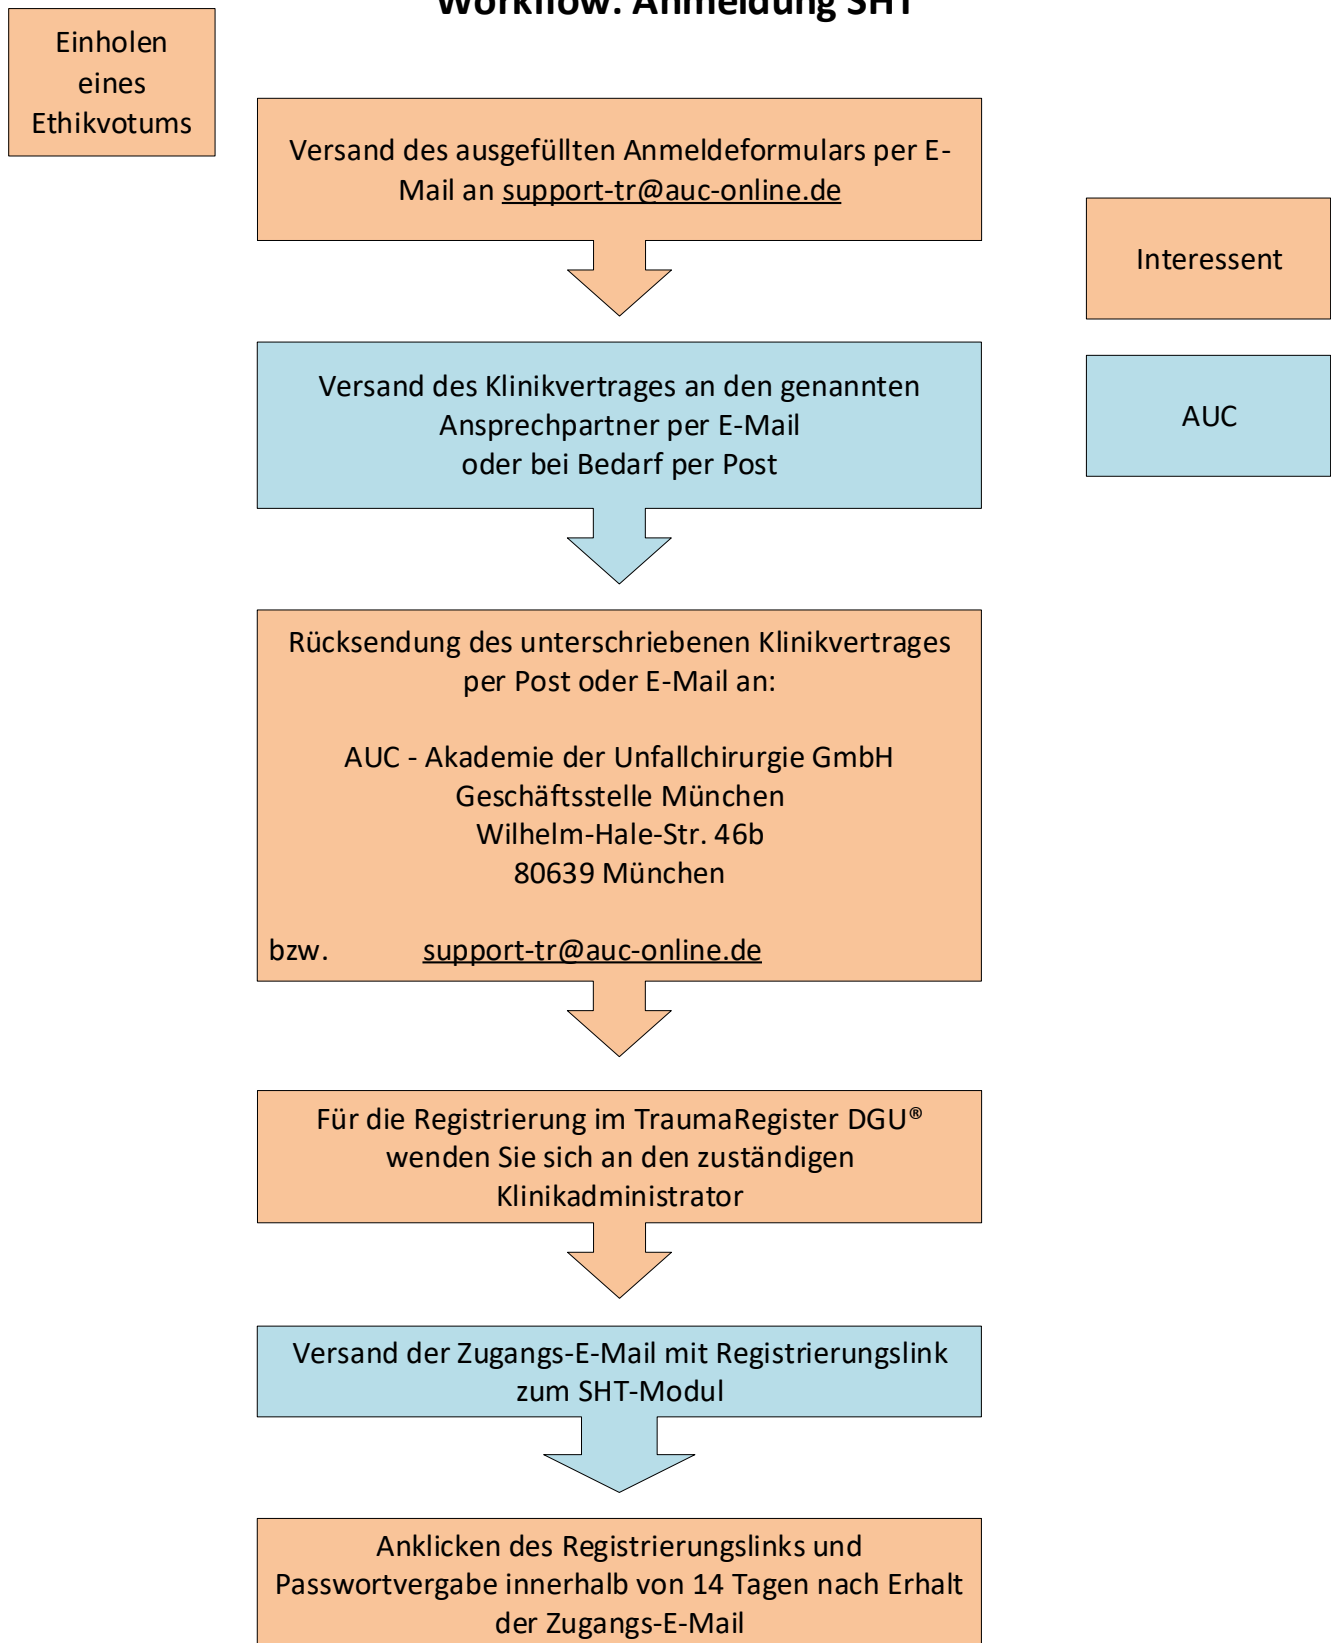 Workflow: Anmeldung SHT
Einholen
eines
Ethikvotums
Versand des ausgefüllten Anmeldeformulars per E-
Mail an support-tr@auc-online.de
Interessent
Versand des Klinikvertrages an den genannten
Ansprechpartner per E-Mail
oder bei Bedarf per Post
AUC
Rücksendung des unterschriebenen Klinikvertrages
per Post oder E-Mail an:
AUC - Akademie der Unfallchirurgie GmbH
Geschäftsstelle München
Wilhelm-Hale-Str. 46b
80639 München
bzw. support-tr@auc-online.de
Für die Registrierung im TraumaRegister DGU®
wenden Sie sich an den zuständigen
Klinikadministrator
Versand der Zugangs-E-Mail mit Registrierungslink
zum SHT-Modul
Anklicken des Registrierungslinks und
Passwortvergabe innerhalb von 14 Tagen nach Erhalt
der Zugangs-E-Mail